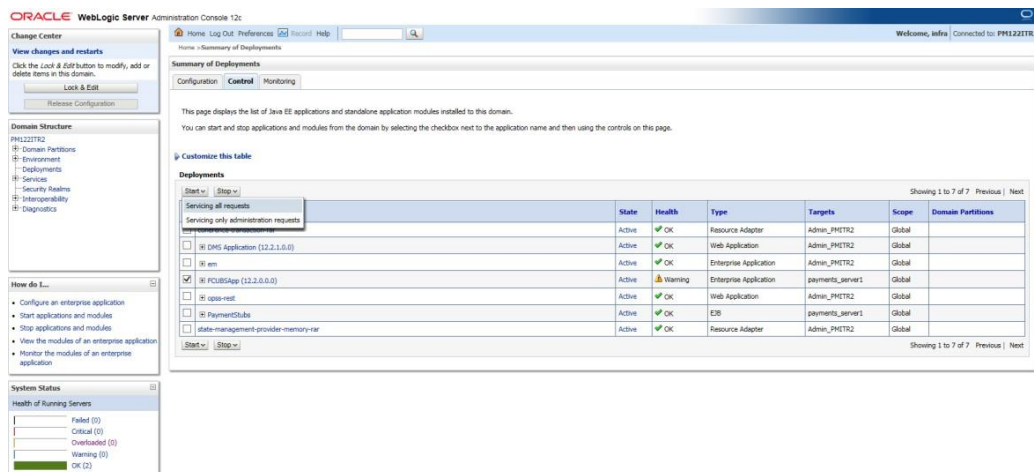 ORACLE WebLogic Server Administration Console 12c
Change Center
View changes and restarts
Click the Lock & Edit button to modify, add or
delete items in this domain.
Lock & Edit
Release Configuration
Domain Structure
PM122ITR2
Domain Partitions
Environment
Deployments
Services
Security Realms
Interoperability
Diagnostics
How do I...
Configure an enterprise application
Start applications and modules
Stop applications and modules
View the modules of an enterprise application
Monitor the modules of an enterprise
application
System Status
Health of Running Servers
Failed (0)
Critical (0)
Overloaded (0)
Warning (0)
OK (2)
Home Log Out Preferences Record Help
Welcome, infra Connected to: PM122ITR
Home >Summary of Deployments
Summary of Deployments
Configuration Control Monitoring
This page displays the list of Java EE applications and standalone application modules installed to this domain.
You can start and stop applications and modules from the domain by selecting the checkbox next to the application name and then using the controls on this page.
Customize this table
Deployments
Start Stop Showing 1 to 7 of 7 Previous | Next
Servicing all requests
Servicing only administration requests
State Health Type Targets Scope Domain Partitions
coherence-transaction-rar Active OK Resource Adapter Admin_PMITR2 Global
DMS Application (12.2.1.0.0) Active OK Web Application Admin_PMITR2 Global
em Active OK Enterprise Application Admin_PMITR2 Global
FCUBSApp (12.2.0.0.0) Active Warning Enterprise Application payments_server1 Global
opss-rest Active OK Web Application Admin_PMITR2 Global
PaymentStubs Active OK EJB payments_server1 Global
state-management-provider-memory-rar Active OK Resource Adapter Admin_PMITR2 Global
Start Stop Showing 1 to 7 of 7 Previous | Next